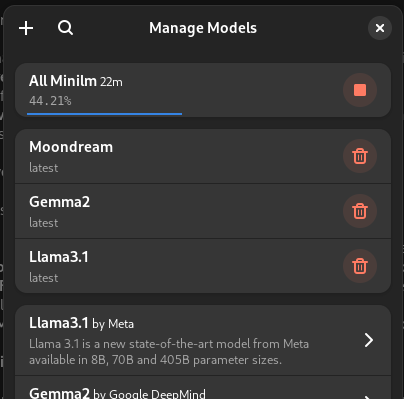 Manage Models
All Minilm 22m
44.21%
Moondream
latest
Gemma2
latest
Llama3.1
latest
Llama3.1 by Meta
Llama 3.1 is a new state-of-the-art model from Meta
available in 8B, 70B and 405B parameter sizes.
Gemma2 by Google DeepMind